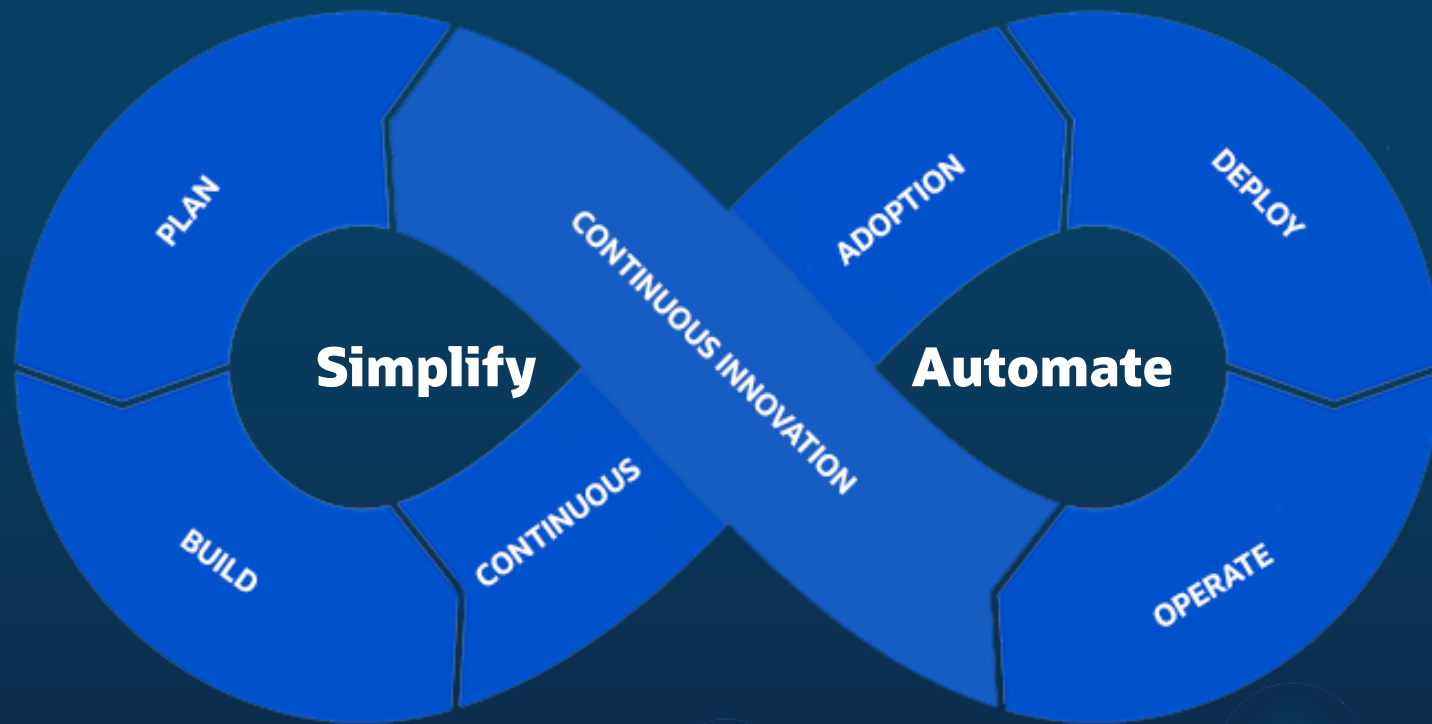 PLAN
BUILD
CONTINUOUS
ADOPTION
DEPLOY
OPERATE
CONTINUOUS INNOVATION
Simplify
Automate